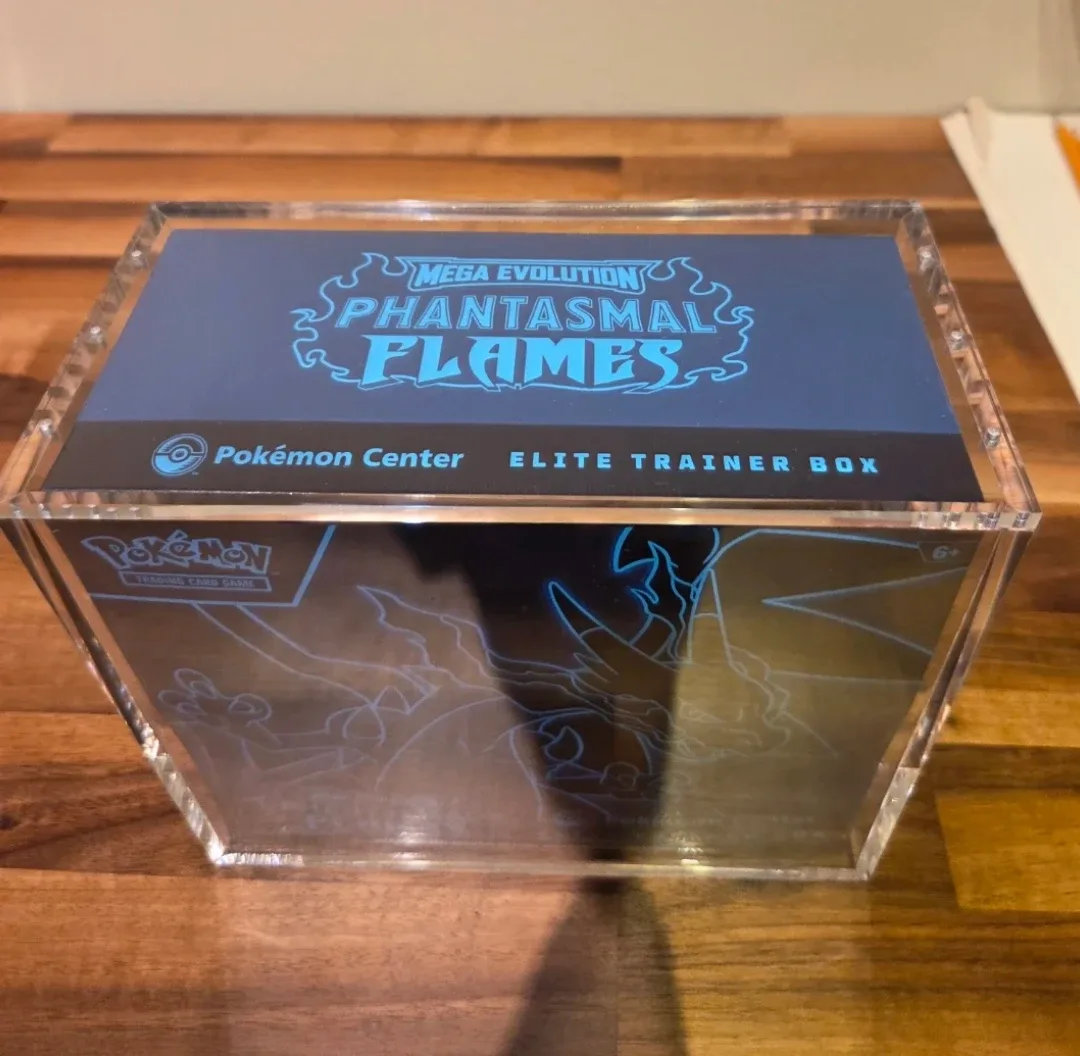 MEGA EVOLUTION
PHANTASMAL
FLAMES
Pokémon Center ELITE TRAINER BOX
POKéMON 6+
TRADING CARD GAME